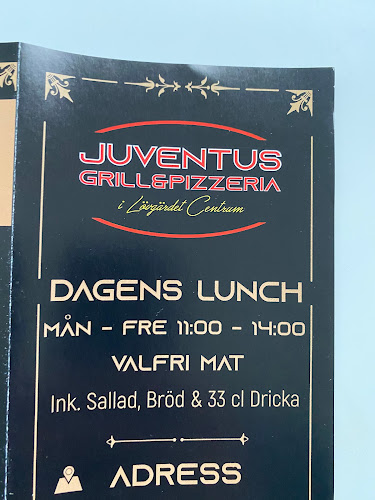 JUVENTUS
GRILL&PIZZERIA
i Lövgärdet Centrum
DAGENS LUNCH
MÅN - FRE 11:00 - 14:00
VALFRI MAT
Ink. Sallad, Bröd & 33 cl Dricka
ADRESS